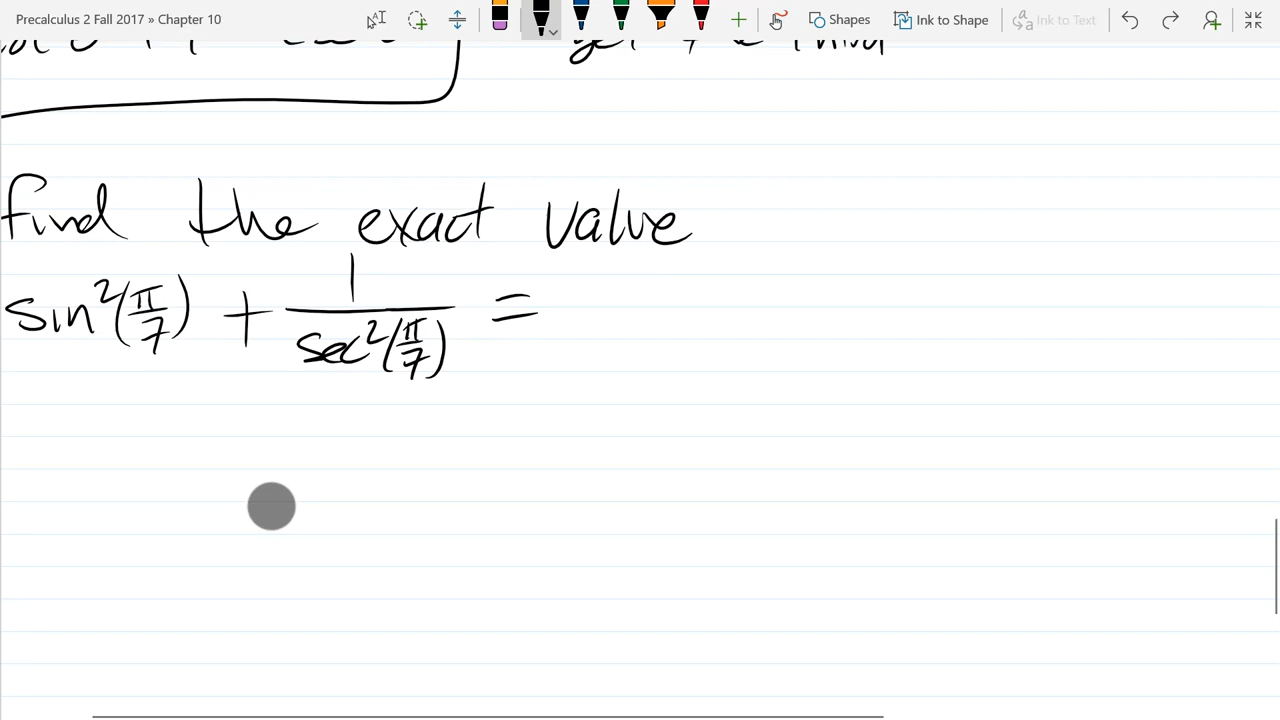 Precalculus 2 Fall 2017 » Chapter 10
Shapes
Ink to Shape
Ink to Text
get
find the exact value
sin²(π/7) + 1/sec²(π/7) =